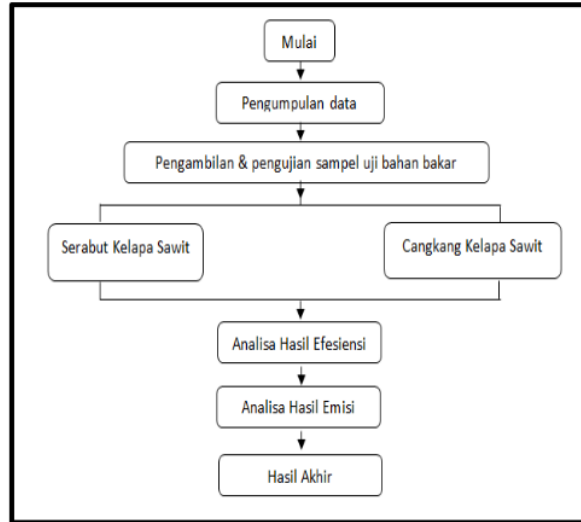 Mulai
Pengumpulan data
Pengambilan & pengujian sampel uji bahan bakar
Serabut Kelapa Sawit
Cangkang Kelapa Sawit
Analisa Hasil Efesiensi
Analisa Hasil Emisi
Hasil Akhir